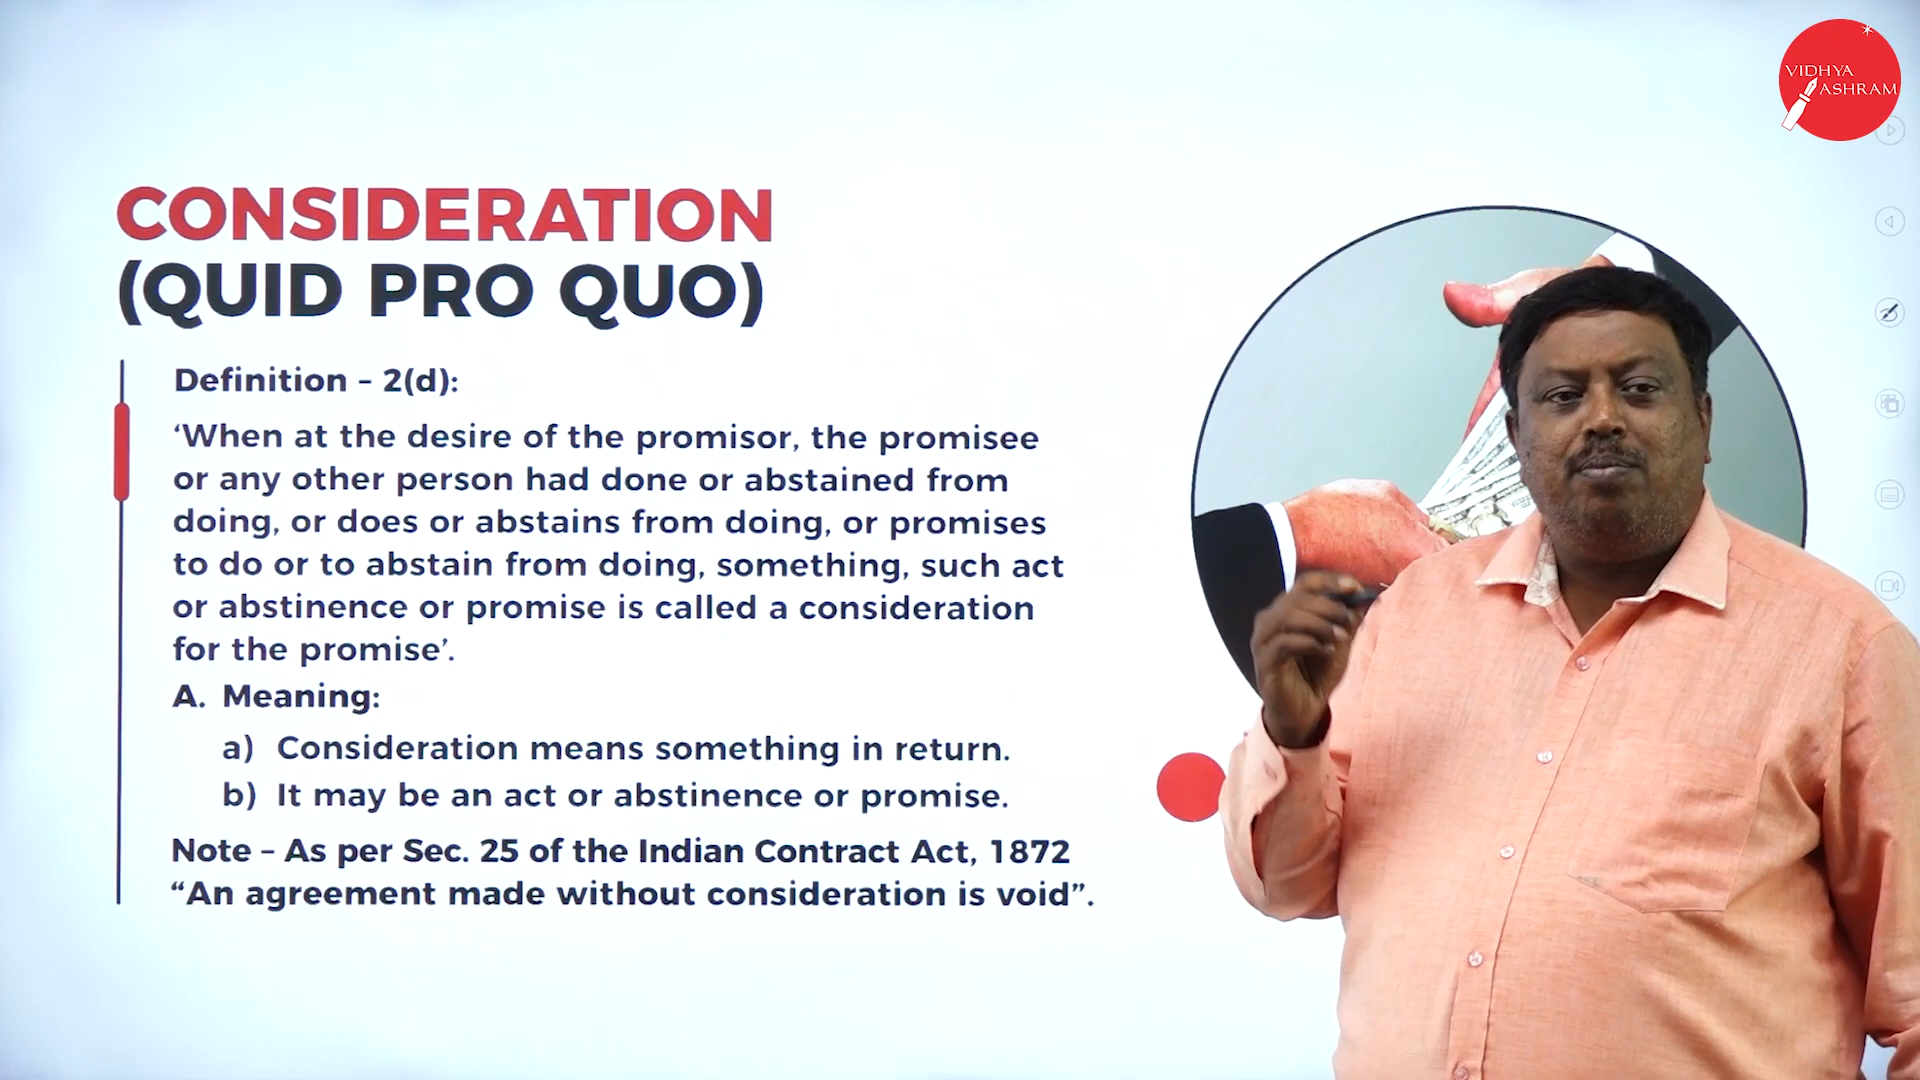 VIDHYA
ASHRAM
CONSIDERATION
(QUID PRO QUO)
Definition – 2(d):
‘When at the desire of the promisor, the promisee
or any other person had done or abstained from
doing, or does or abstains from doing, or promises
to do or to abstain from doing, something, such act
or abstinence or promise is called a consideration
for the promise’.
A. Meaning:
a) Consideration means something in return.
b) It may be an act or abstinence or promise.
Note – As per Sec. 25 of the Indian Contract Act, 1872
“An agreement made without consideration is void”.